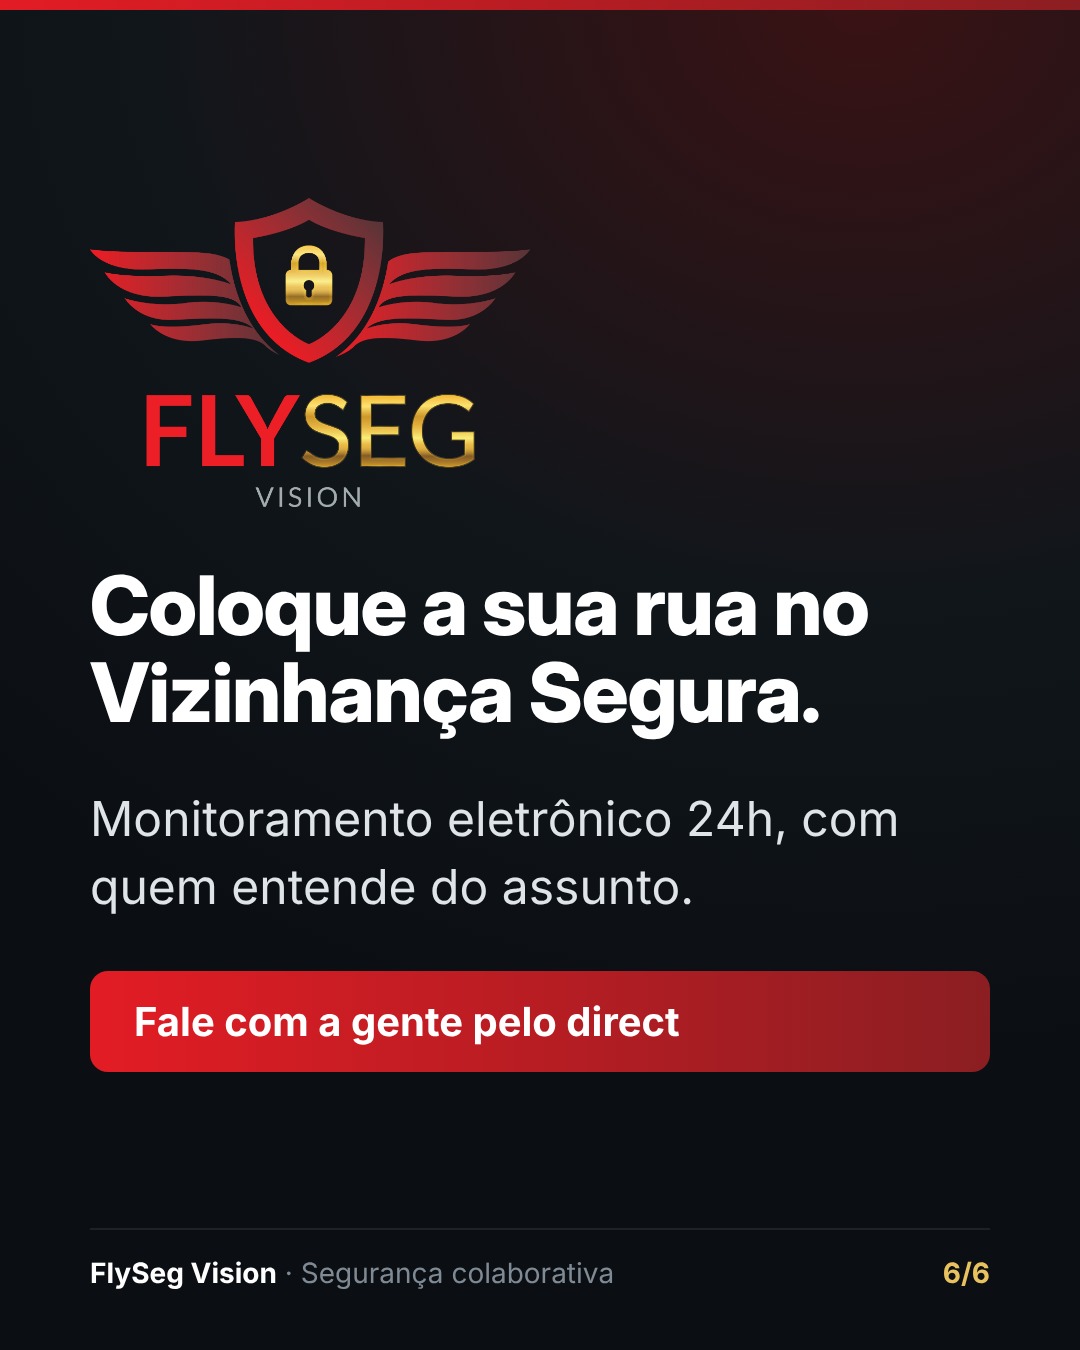 FLYSEG
VISION
Coloque a sua rua no
Vizinhança Segura.
Monitoramento eletrônico 24h, com
quem entende do assunto.
Fale com a gente pelo direct
FlySeg Vision · Segurança colaborativa
6/6